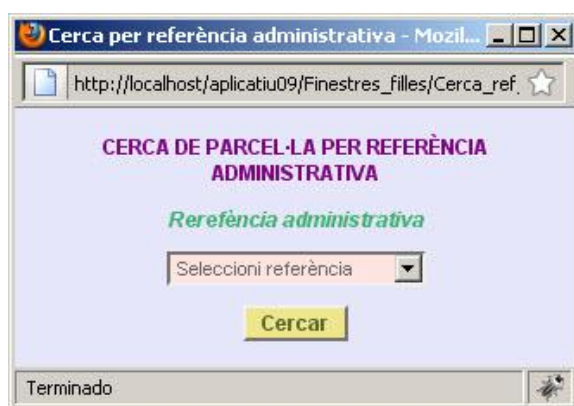 Cerca per referència administrativa - Mozil...
http://localhost/aplicatiu09/Finestres_filles/Cerca_ref_
CERCA DE PARCEL·LA PER REFERÈNCIA
ADMINISTRATIVA
Rerefència administrativa
Seleccioni referència
Cercar
Terminado